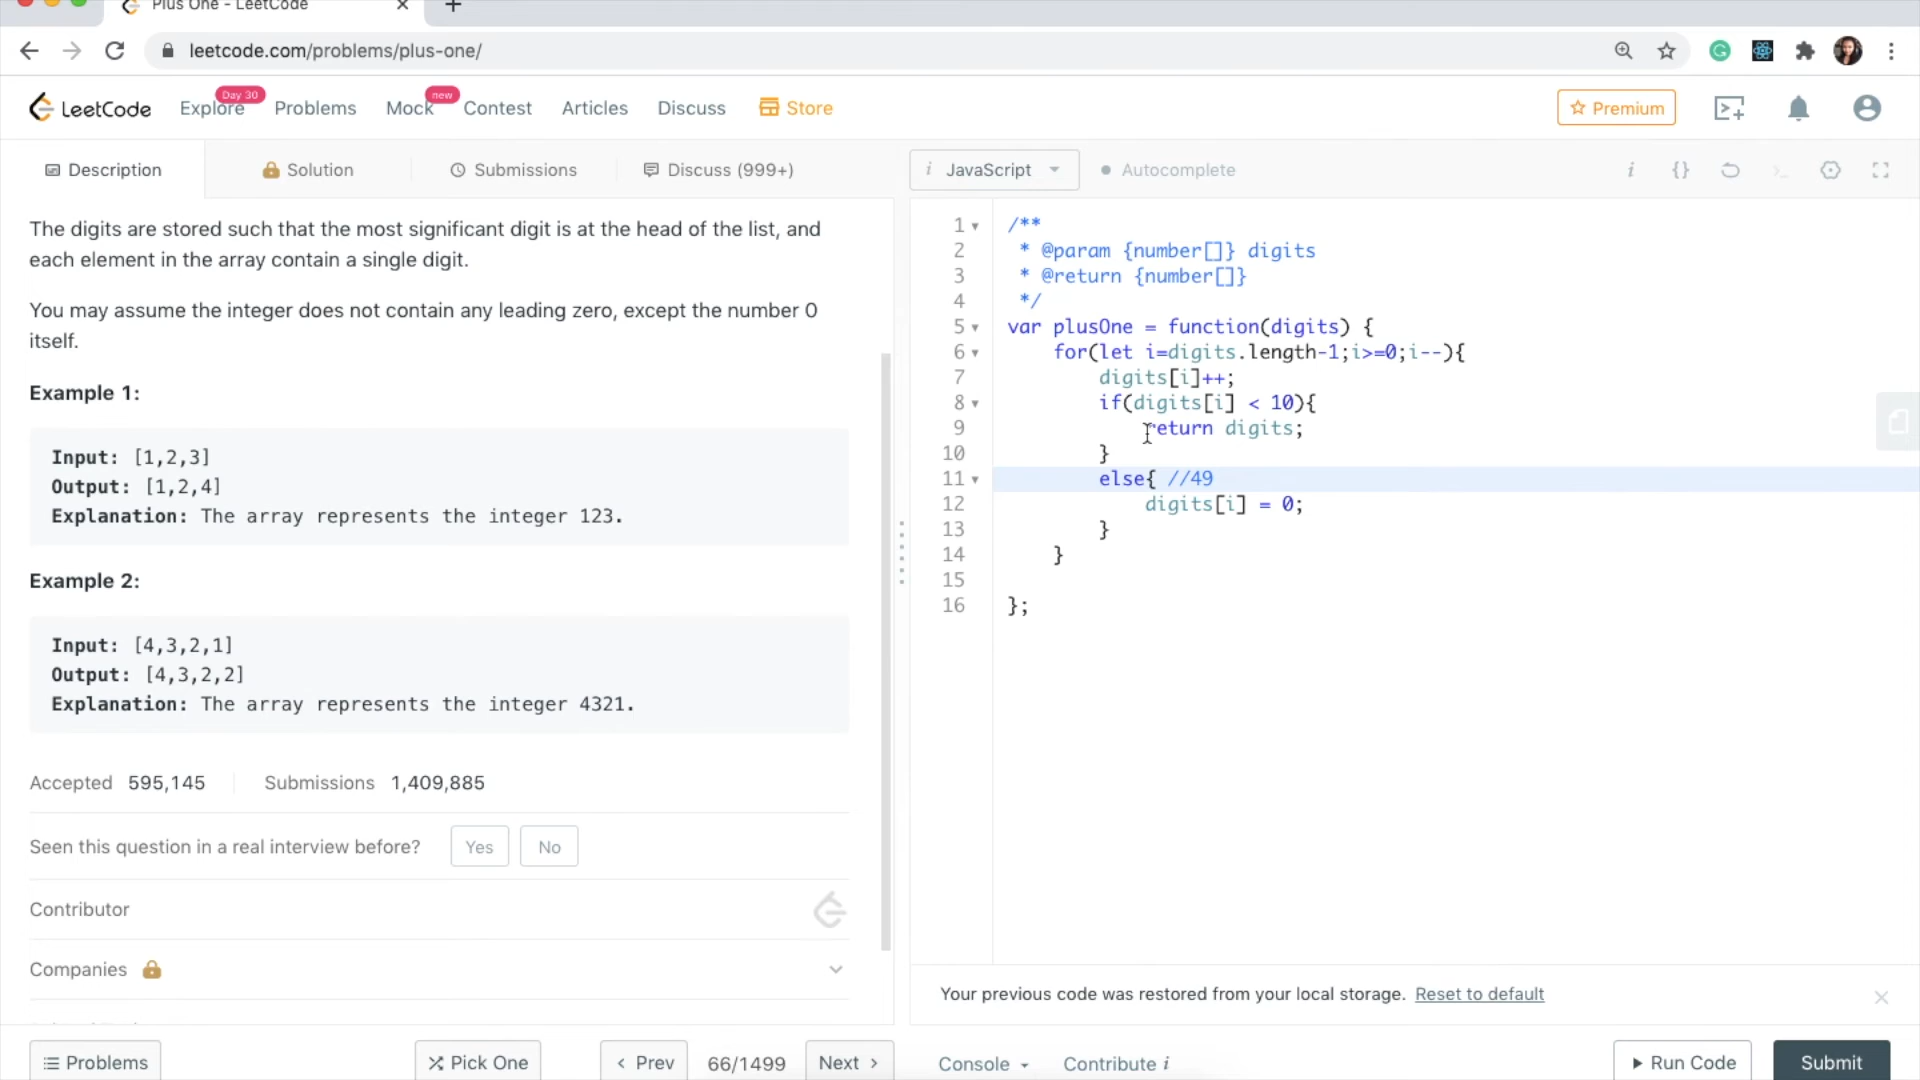 Plus One - LeetCode
leetcode.com/problems/plus-one/
LeetCode
Explore
Day 30
Problems
Mock
new
Contest
Articles
Discuss
Store
Premium
Description
Solution
Submissions
Discuss (999+)
The digits are stored such that the most significant digit is at the head of the list, and
each element in the array contain a single digit.
You may assume the integer does not contain any leading zero, except the number 0
itself.
Example 1:
Input: [1,2,3]
Output: [1,2,4]
Explanation: The array represents the integer 123.
Example 2:
Input: [4,3,2,1]
Output: [4,3,2,2]
Explanation: The array represents the integer 4321.
Accepted 595,145
Submissions 1,409,885
Seen this question in a real interview before?
Yes
No
Contributor
Companies
Problems
Pick One
< Prev
66/1499
Next >
i JavaScript
Autocomplete
i {}
1 /**
2 * @param {number[]} digits
3 * @return {number[]}
4 */
5 var plusOne = function(digits) {
6 for(let i=digits.length-1;i>=0;i--){
7 digits[i]++;
8 if(digits[i] < 10){
9 return digits;
10 }
11 else{ //49
12 digits[i] = 0;
13 }
14 }
15
16 };
Your previous code was restored from your local storage. Reset to default
Console
Contribute i
Run Code
Submit